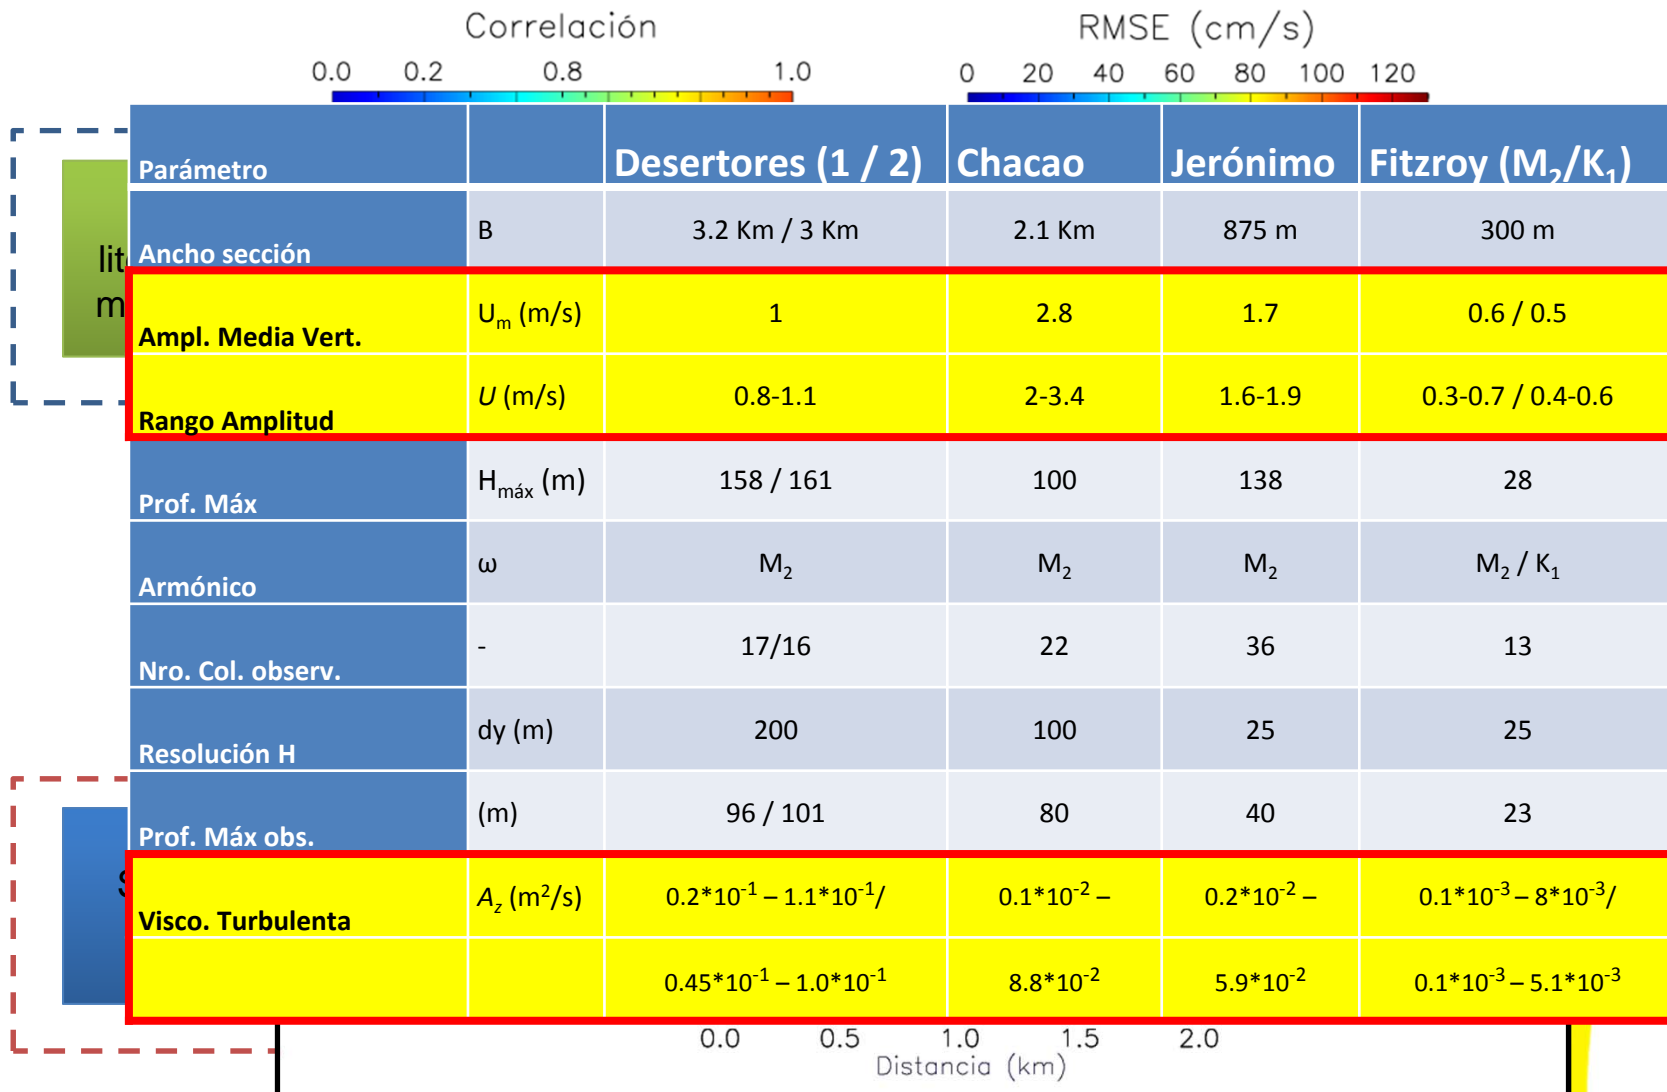 Correlación RMSE (cm/s)
0.0 0.2 0.8 1.0 0 20 40 60 80 100 120
Parámetro Desertores (1 / 2) Chacao Jerónimo Fitzroy (M₂/K₁)
Ancho sección B 3.2 Km / 3 Km 2.1 Km 875 m 300 m
Ampl. Media Vert. Uₘ (m/s) 1 2.8 1.7 0.6 / 0.5
Rango Amplitud U (m/s) 0.8-1.1 2-3.4 1.6-1.9 0.3-0.7 / 0.4-0.6
Prof. Máx Hmáx (m) 158 / 161 100 138 28
Armónico ω M₂ M₂ M₂ M₂ / K₁
Nro. Col. observ. - 17/16 22 36 13
Resolución H dy (m) 200 100 25 25
Prof. Máx obs. (m) 96 / 101 80 40 23
Visco. Turbulenta A_z (m²/s) 0.2*10⁻¹ – 1.1*10⁻¹/ 0.1*10⁻² – 0.2*10⁻² – 0.1*10⁻³ – 8*10⁻³/
0.45*10⁻¹ – 1.0*10⁻¹ 8.8*10⁻² 5.9*10⁻² 0.1*10⁻³ – 5.1*10⁻³
0.0 0.5 1.0 1.5 2.0
Distancia (km)